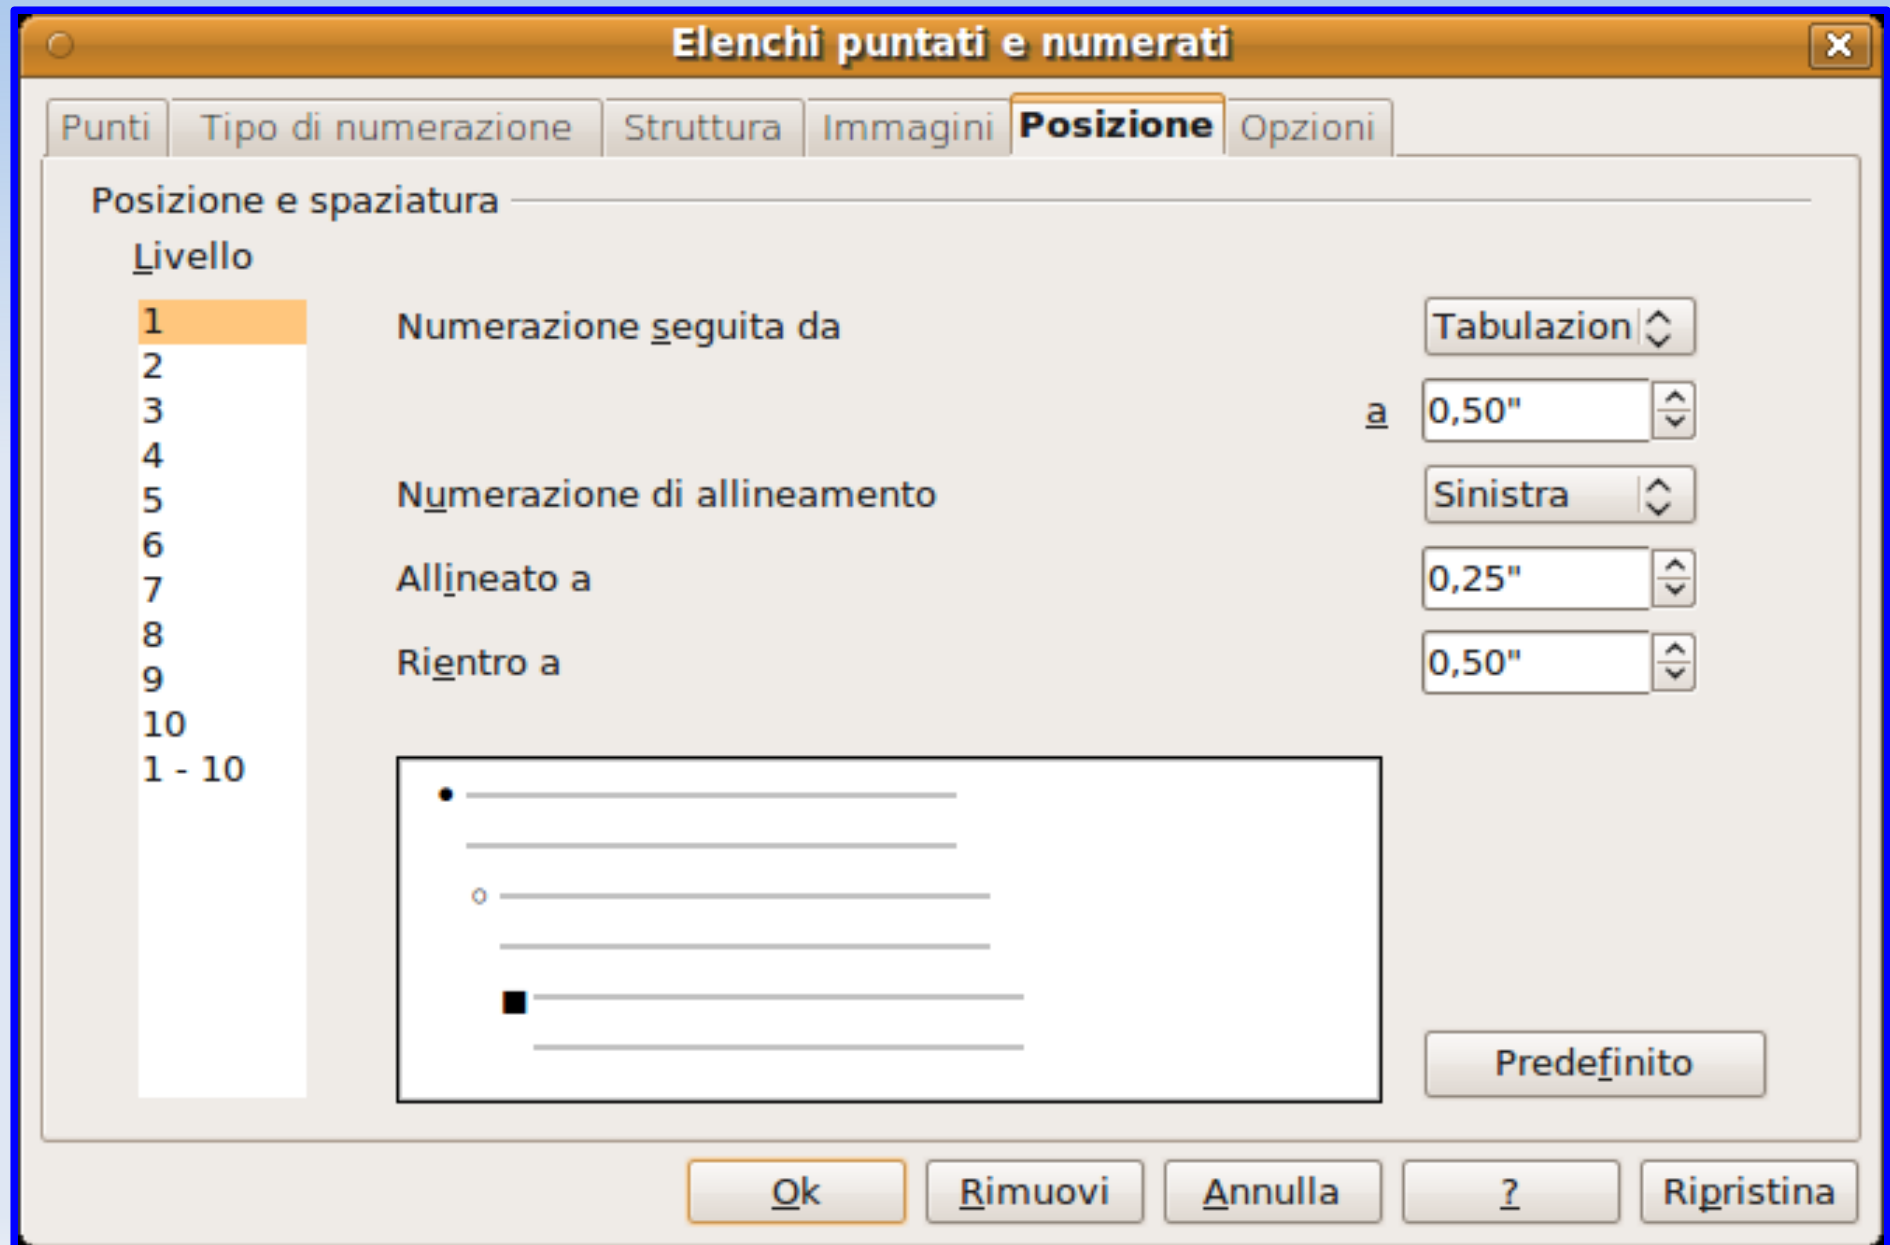 Elenchi puntati e numerati
Punti Tipo di numerazione Struttura Immagini Posizione Opzioni
Posizione e spaziatura
Livello
1
2
3
4
5
6
7
8
9
10
1 - 10
Numerazione seguita da Tabulazion
a 0,50"
Numerazione di allineamento Sinistra
Allineato a 0,25"
Rientro a 0,50"
Predefinito
Ok Rimuovi Annulla ? Ripristina